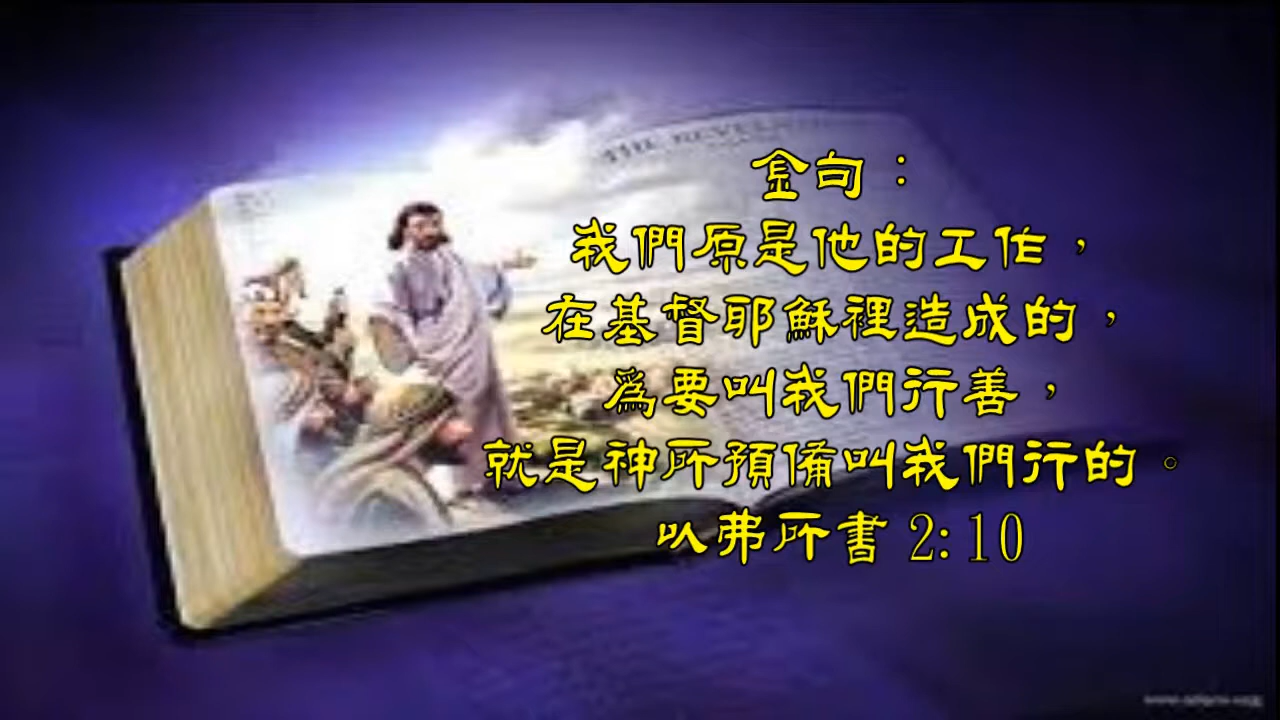 THE REVEL
金句：
我們原是他的工作，
在基督耶穌裡造成的，
為要叫我們行善，
就是神所預備叫我們行的。
以弗所書 2:10